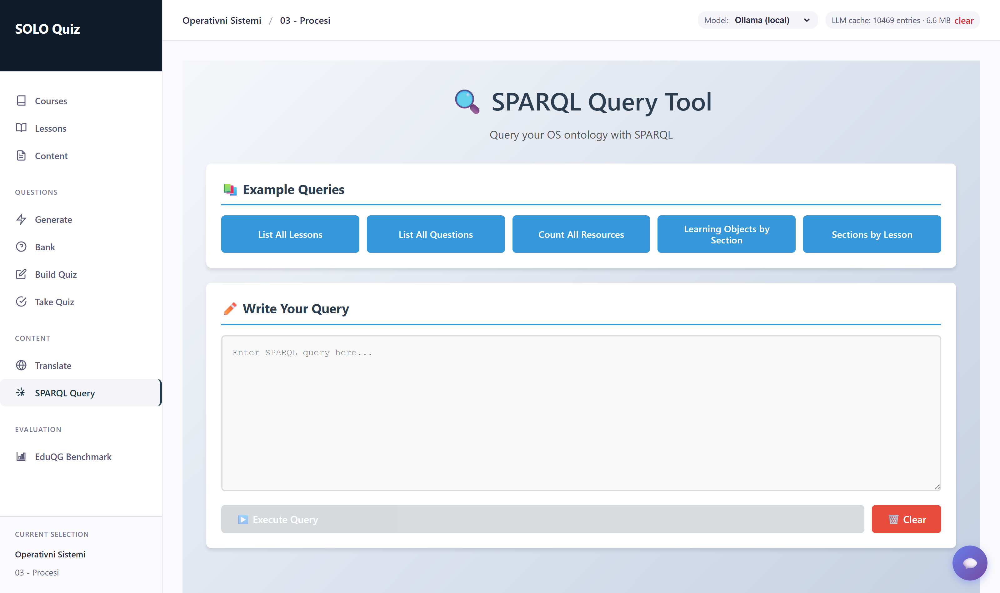 SOLO Quiz
Courses
Lessons
Content
QUESTIONS
Generate
Bank
Build Quiz
Take Quiz
CONTENT
Translate
SPARQL Query
EVALUATION
EduQG Benchmark
CURRENT SELECTION
Operativni Sistemi
03 - Procesi
Operativni Sistemi / 03 - Procesi
Model: Ollama (local)
LLM cache: 10469 entries · 6.6 MB clear
SPARQL Query Tool
Query your OS ontology with SPARQL
Example Queries
List All Lessons
List All Questions
Count All Resources
Learning Objects by
Section
Sections by Lesson
Write Your Query
Enter SPARQL query here...
Execute Query
Clear